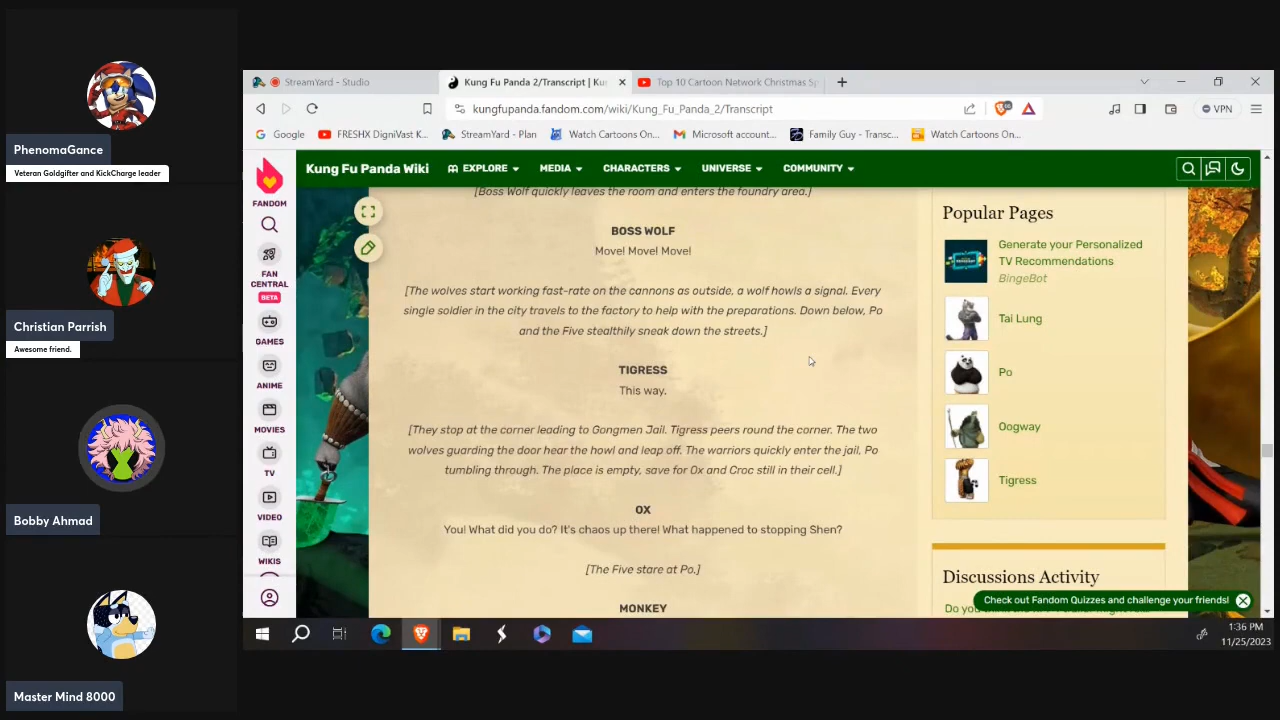 PhenomaGance
Veteran Goldgifter and KickCharge leader
Christian Parrish
Awesome friend.
Bobby Ahmad
Master Mind 8000
StreamYard - Studio
Kung Fu Panda 2/Transcript | Ku
Top 10 Cartoon Network Christmas Sp
kungfupanda.fandom.com/wiki/Kung_Fu_Panda_2/Transcript
VPN
Google
FRESHX DigniVast K...
StreamYard - Plan
Watch Cartoons On...
Microsoft account...
Family Guy - Transc...
Watch Cartoons On...
Kung Fu Panda Wiki
EXPLORE
MEDIA
CHARACTERS
UNIVERSE
COMMUNITY
FANDOM
FAN
CENTRAL
BETA
GAMES
ANIME
MOVIES
TV
VIDEO
WIKIS
[Boss Wolf quickly leaves the room and enters the foundry area.]
BOSS WOLF
Move! Move! Move!
[The wolves start working fast-rate on the cannons as outside, a wolf howls a signal. Every
single soldier in the city travels to the factory to help with the preparations. Down below, Po
and the Five stealthily sneak down the streets.]
TIGRESS
This way.
[They stop at the corner leading to Gongmen Jail. Tigress peers round the corner. The two
wolves guarding the door hear the howl and leap off. The warriors quickly enter the jail, Po
tumbling through. The place is empty, save for Ox and Croc still in their cell.]
OX
You! What did you do? It's chaos up there! What happened to stopping Shen?
[The Five stare at Po.]
MONKEY
Popular Pages
Generate your Personalized
TV Recommendations
BingeBot
Tai Lung
Po
Oogway
Tigress
Discussions Activity
Check out Fandom Quizzes and challenge your friends!
1:36 PM
11/25/2023